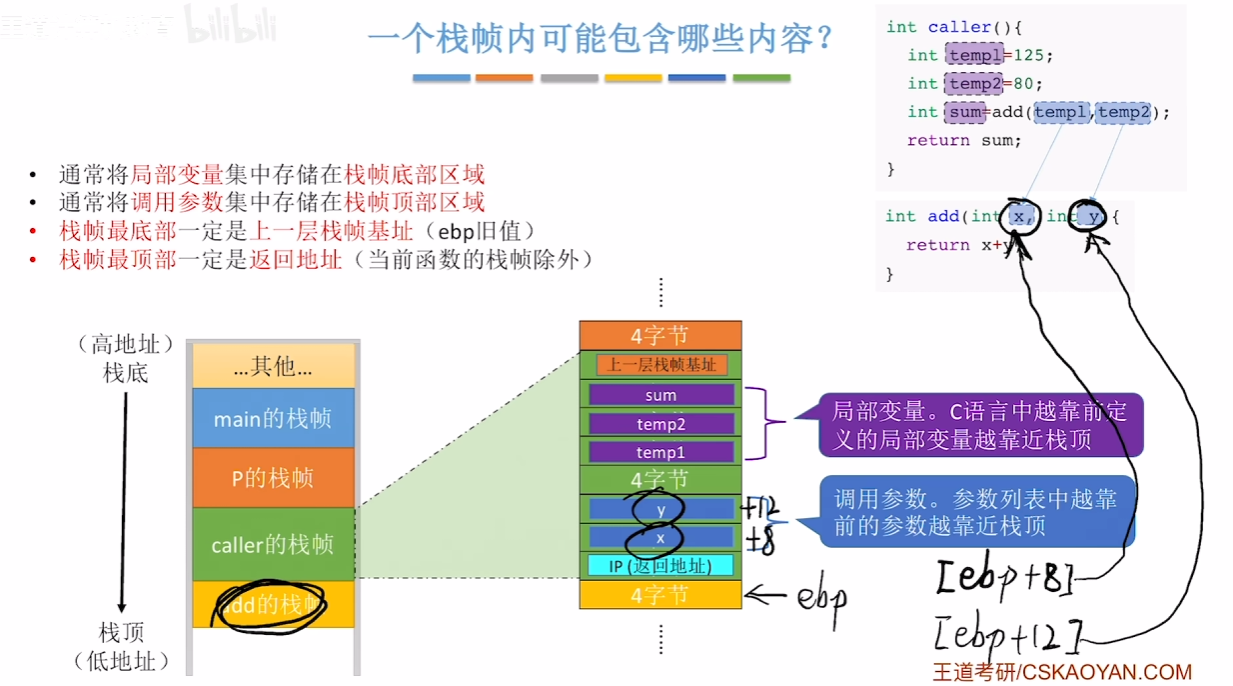 bilibili
一个栈帧内可能包含哪些内容？
int caller(){
int temp1=125;
int temp2=80;
int sum=add(temp1,temp2);
return sum;
}
int add(int x, int y){
return x+y
}
• 通常将局部变量集中存储在栈帧底部区域
• 通常将调用参数集中存储在栈帧顶部区域
• 栈帧最底部一定是上一层栈帧基址（ebp旧值）
• 栈帧最顶部一定是返回地址（当前函数的栈帧除外）
（高地址）
栈底
栈顶
（低地址）
...其他...
main的栈帧
P的栈帧
caller的栈帧
add的栈帧
4字节
上一层栈帧基址
sum
temp2
temp1
4字节
y
+12
x
+8
IP (返回地址)
4字节
ebp
局部变量。C语言中越靠前定
义的局部变量越靠近栈顶
调用参数。参数列表中越靠
前的参数越靠近栈顶
[ebp+8]
[ebp+12]
王道考研/CSKAOYAN.COM